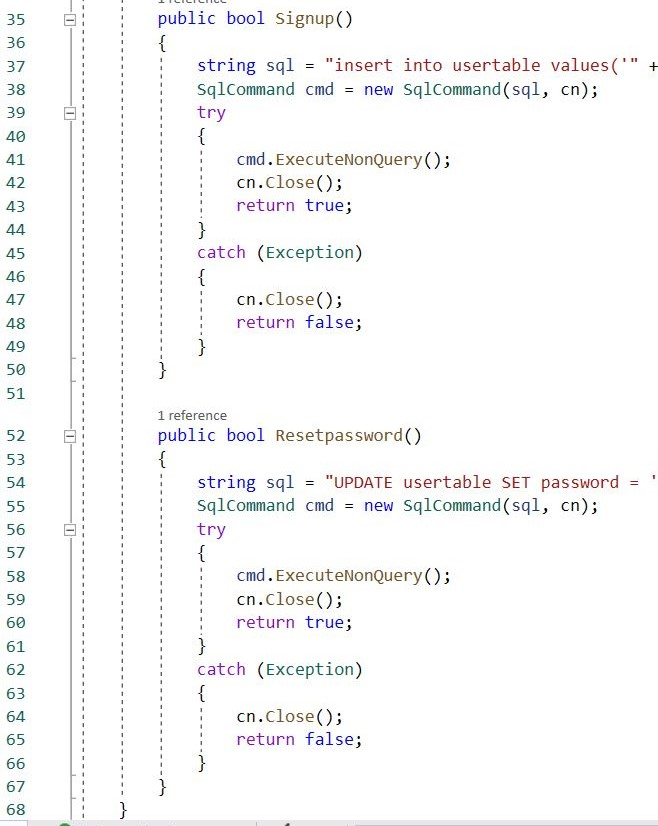 35 public bool Signup()
36 {
37 string sql = "insert into usertable values('" +
38 SqlCommand cmd = new SqlCommand(sql, cn);
39 try
40 {
41 cmd.ExecuteNonQuery();
42 cn.Close();
43 return true;
44 }
45 catch (Exception)
46 {
47 cn.Close();
48 return false;
49 }
50 }
51
1 reference
52 public bool Resetpassword()
53 {
54 string sql = "UPDATE usertable SET password = '
55 SqlCommand cmd = new SqlCommand(sql, cn);
56 try
57 {
58 cmd.ExecuteNonQuery();
59 cn.Close();
60 return true;
61 }
62 catch (Exception)
63 {
64 cn.Close();
65 return false;
66 }
67 }
68 }